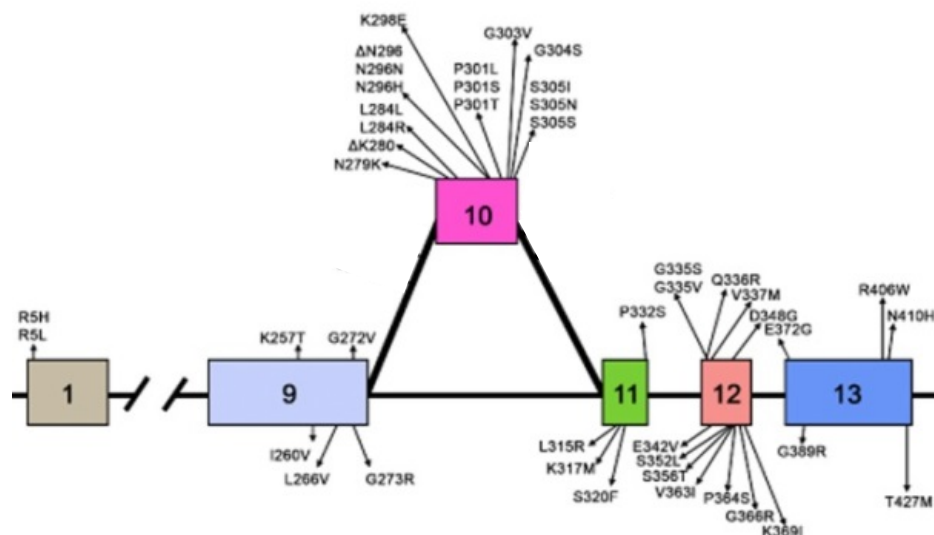 K298E
ΔN296
N296N
N296H
L284L
L284R
ΔK280
N279K
P301L
P301S
P301T
G303V
G304S
S305I
S305N
S305S
10
R5H
R5L
1
K257T
G272V
9
I260V
L266V
G273R
P332S
11
L315R
K317M
S320F
G335S
G335V
Q336R
V337M
D348G
12
E342V
S352L
S356T
V363I
P364S
G366R
K369I
E372G
R406W
N410H
13
G389R
T427M